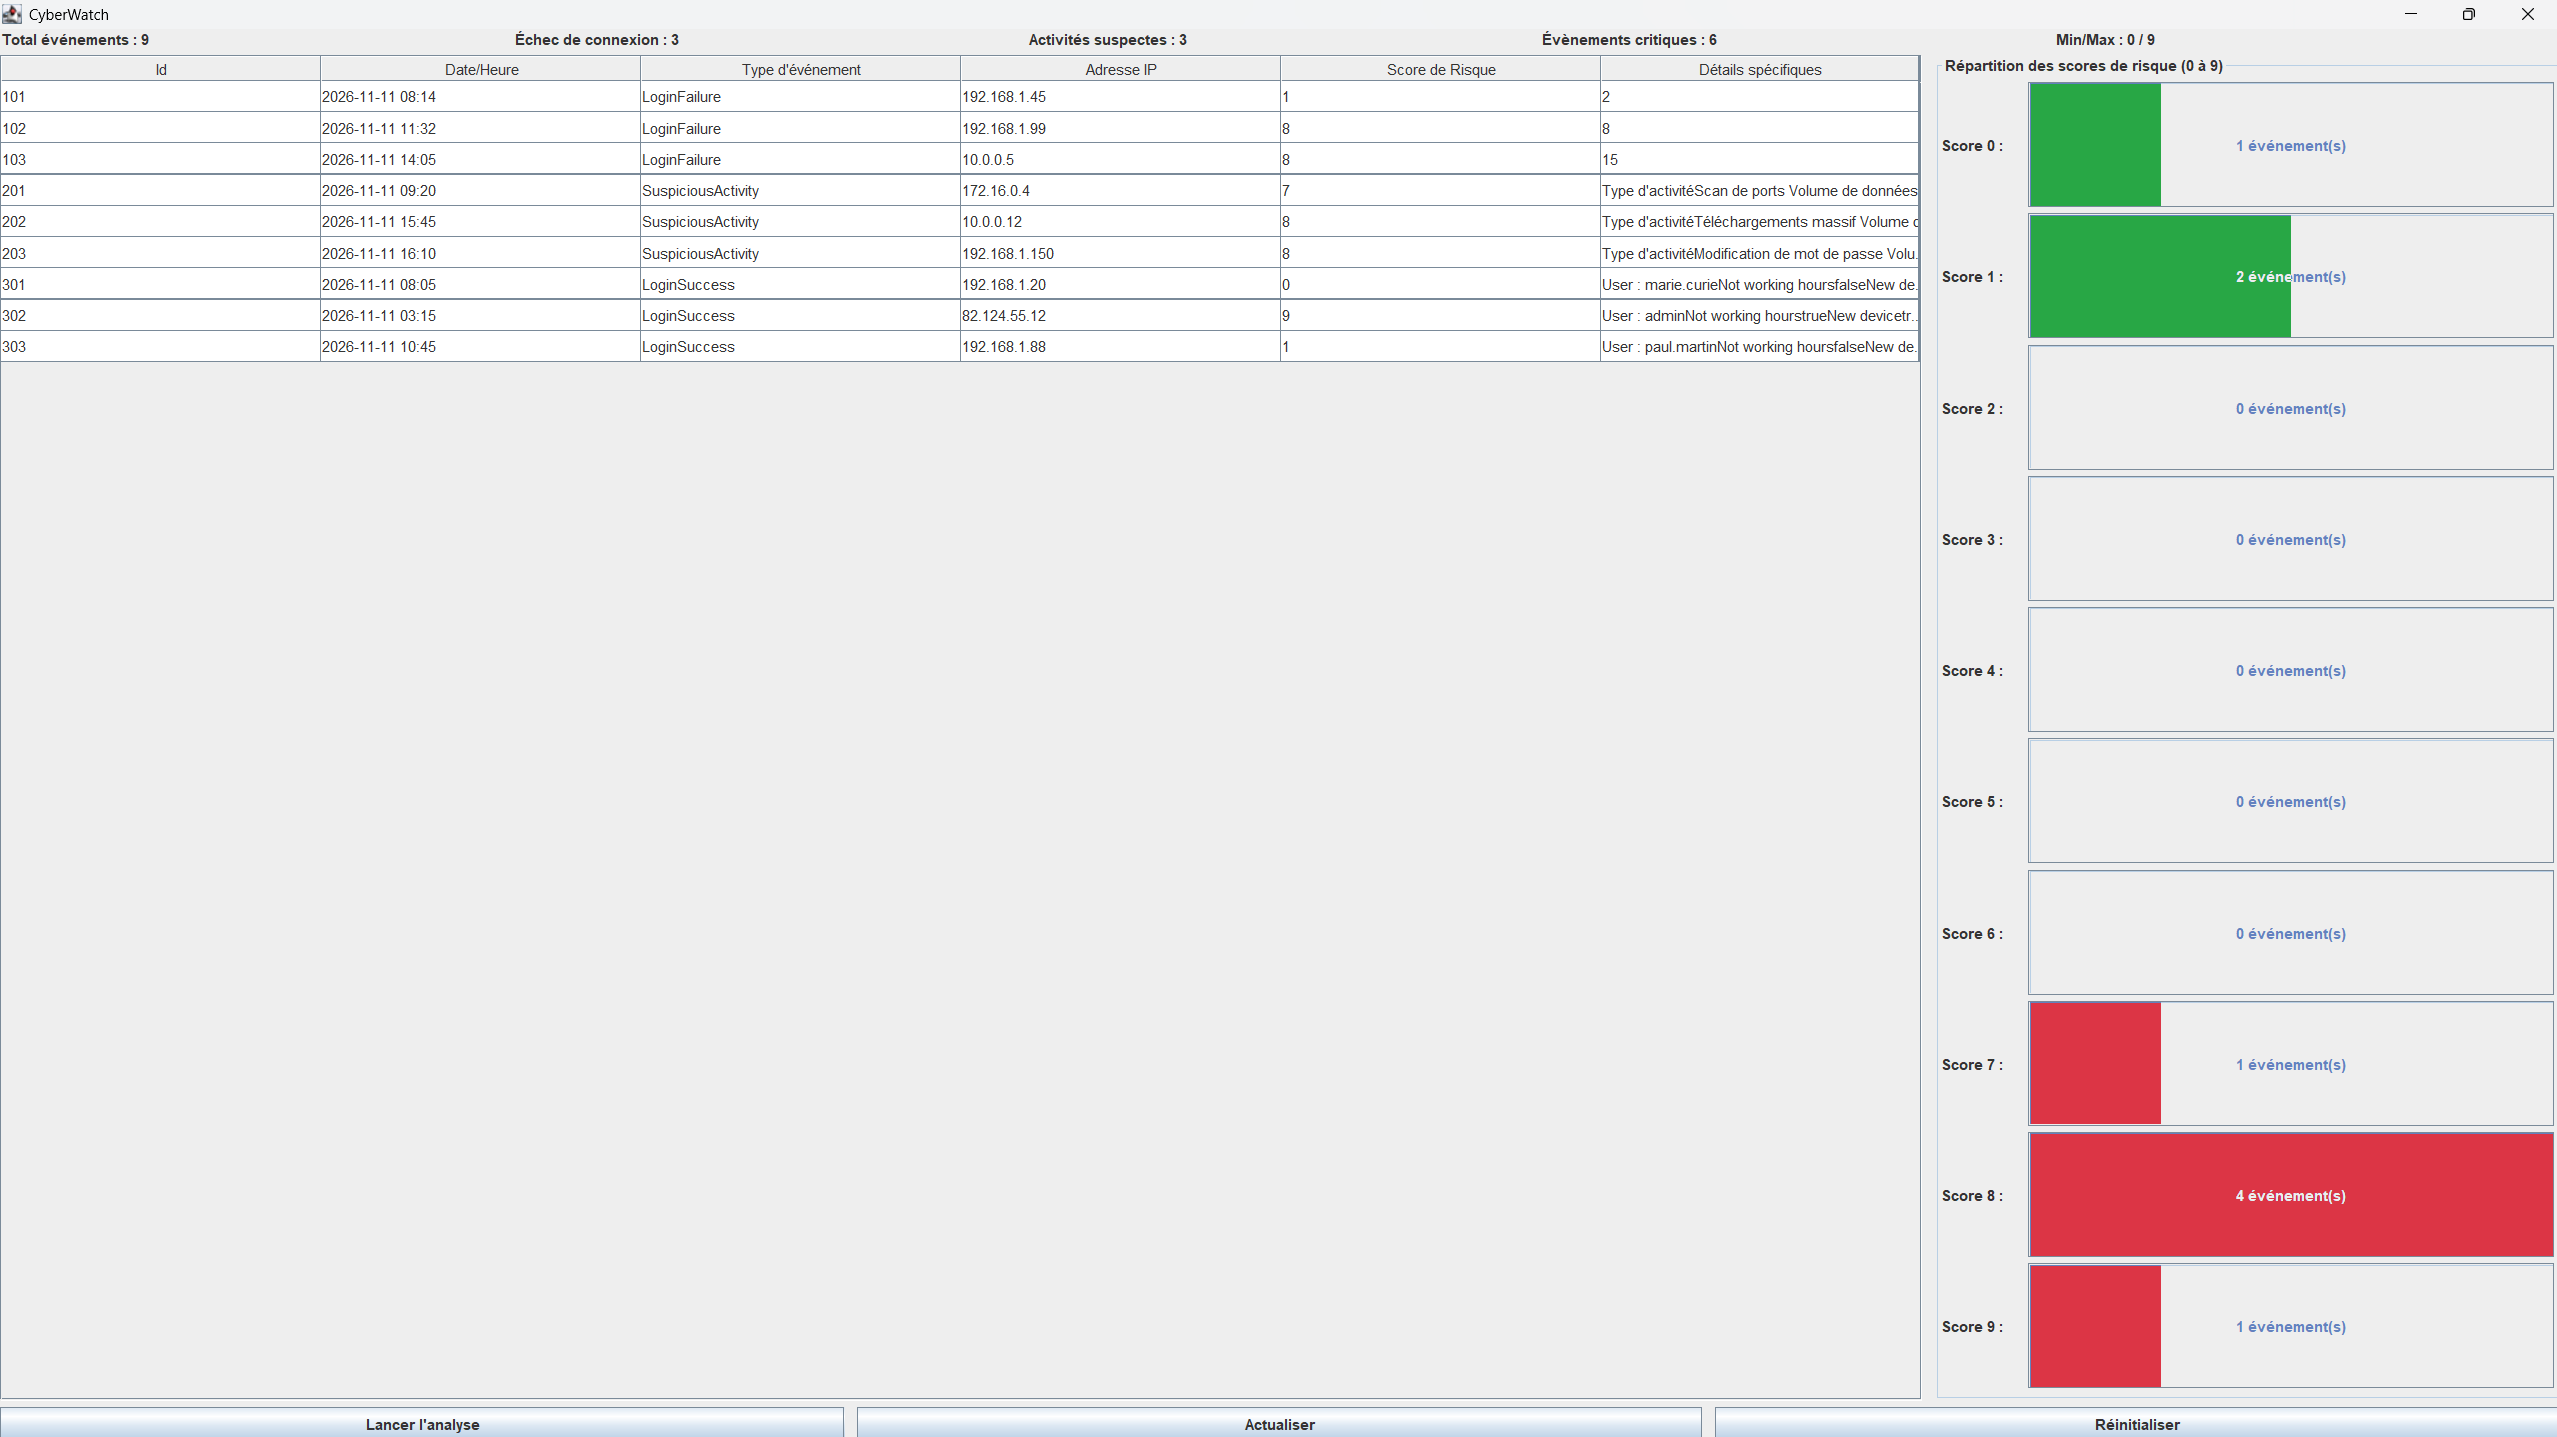 CyberWatch
Total événements : 9 Échec de connexion : 3 Activités suspectes : 3 Évènements critiques : 6 Min/Max : 0 / 9
Id Date/Heure Type d'événement Adresse IP Score de Risque Détails spécifiques
101 2026-11-11 08:14 LoginFailure 192.168.1.45 1 2
102 2026-11-11 11:32 LoginFailure 192.168.1.99 8 8
103 2026-11-11 14:05 LoginFailure 10.0.0.5 8 15
201 2026-11-11 09:20 SuspiciousActivity 172.16.0.4 7 Type d'activitéScan de ports Volume de données
202 2026-11-11 15:45 SuspiciousActivity 10.0.0.12 8 Type d'activitéTéléchargements massif Volume
203 2026-11-11 16:10 SuspiciousActivity 192.168.1.150 8 Type d'activitéModification de mot de passe Volu.
301 2026-11-11 08:05 LoginSuccess 192.168.1.20 0 User : marie.curieNot working hoursfalseNew de.
302 2026-11-11 03:15 LoginSuccess 82.124.55.12 9 User : adminNot working hourstrueNew devicetr..
303 2026-11-11 10:45 LoginSuccess 192.168.1.88 1 User : paul.martinNot working hoursfalseNew de.
Répartition des scores de risque (0 à 9)
Score 0 : 1 événement(s)
Score 1 : 2 événement(s)
Score 2 : 0 événement(s)
Score 3 : 0 événement(s)
Score 4 : 0 événement(s)
Score 5 : 0 événement(s)
Score 6 : 0 événement(s)
Score 7 : 1 événement(s)
Score 8 : 4 événement(s)
Score 9 : 1 événement(s)
Lancer l'analyse Actualiser Réinitialiser